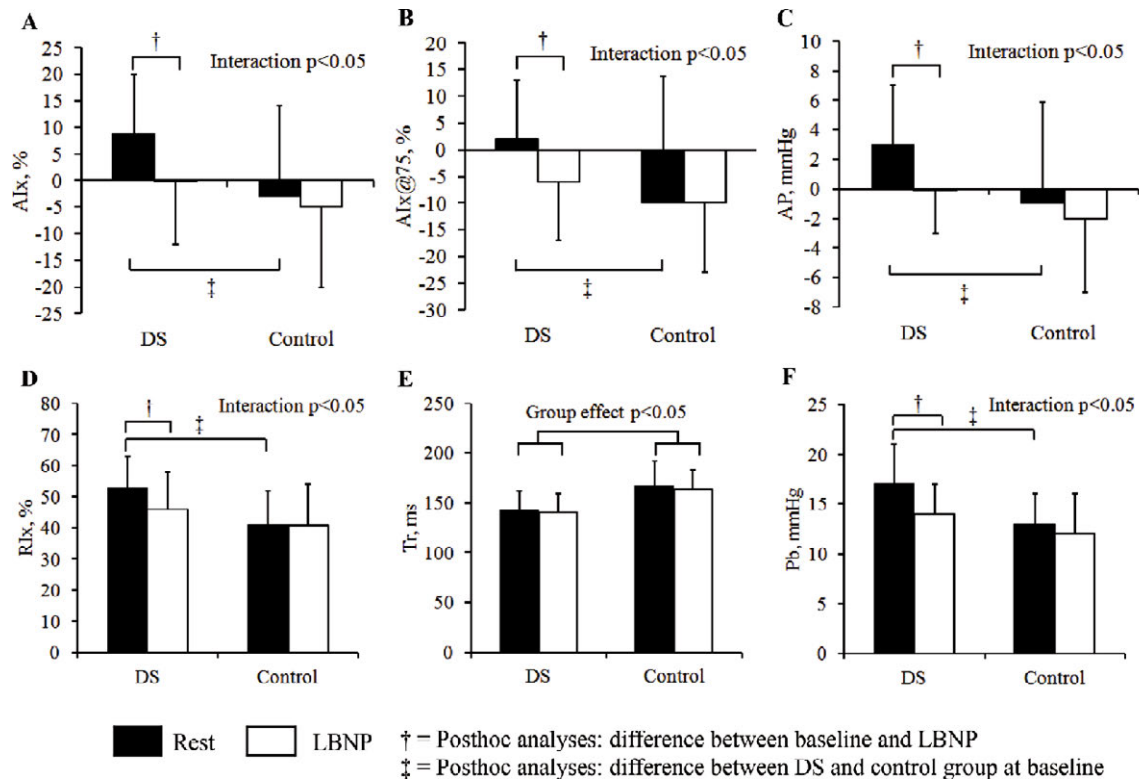 A
†
Interaction p<0.05
25
20
15
10
5
0
-5
-10
-15
-20
-25
AIx, %
‡
DS
Control
B
†
Interaction p<0.05
20
15
10
5
0
-5
-10
-15
-20
-25
-30
AIx@75, %
‡
DS
Control
C
†
Interaction p<0.05
8
6
4
2
0
-2
-4
-6
-8
AP, mmHg
‡
DS
Control
D
†
‡
Interaction p<0.05
80
70
60
50
40
30
20
10
0
RIx, %
DS
Control
E
Group effect p<0.05
250
200
150
100
50
0
Tr, ms
DS
Control
F
†
‡
Interaction p<0.05
25
20
15
10
5
0
Pb, mmHg
DS
Control
Rest
LBNP
† = Posthoc analyses: difference between baseline and LBNP
‡ = Posthoc analyses: difference between DS and control group at baseline